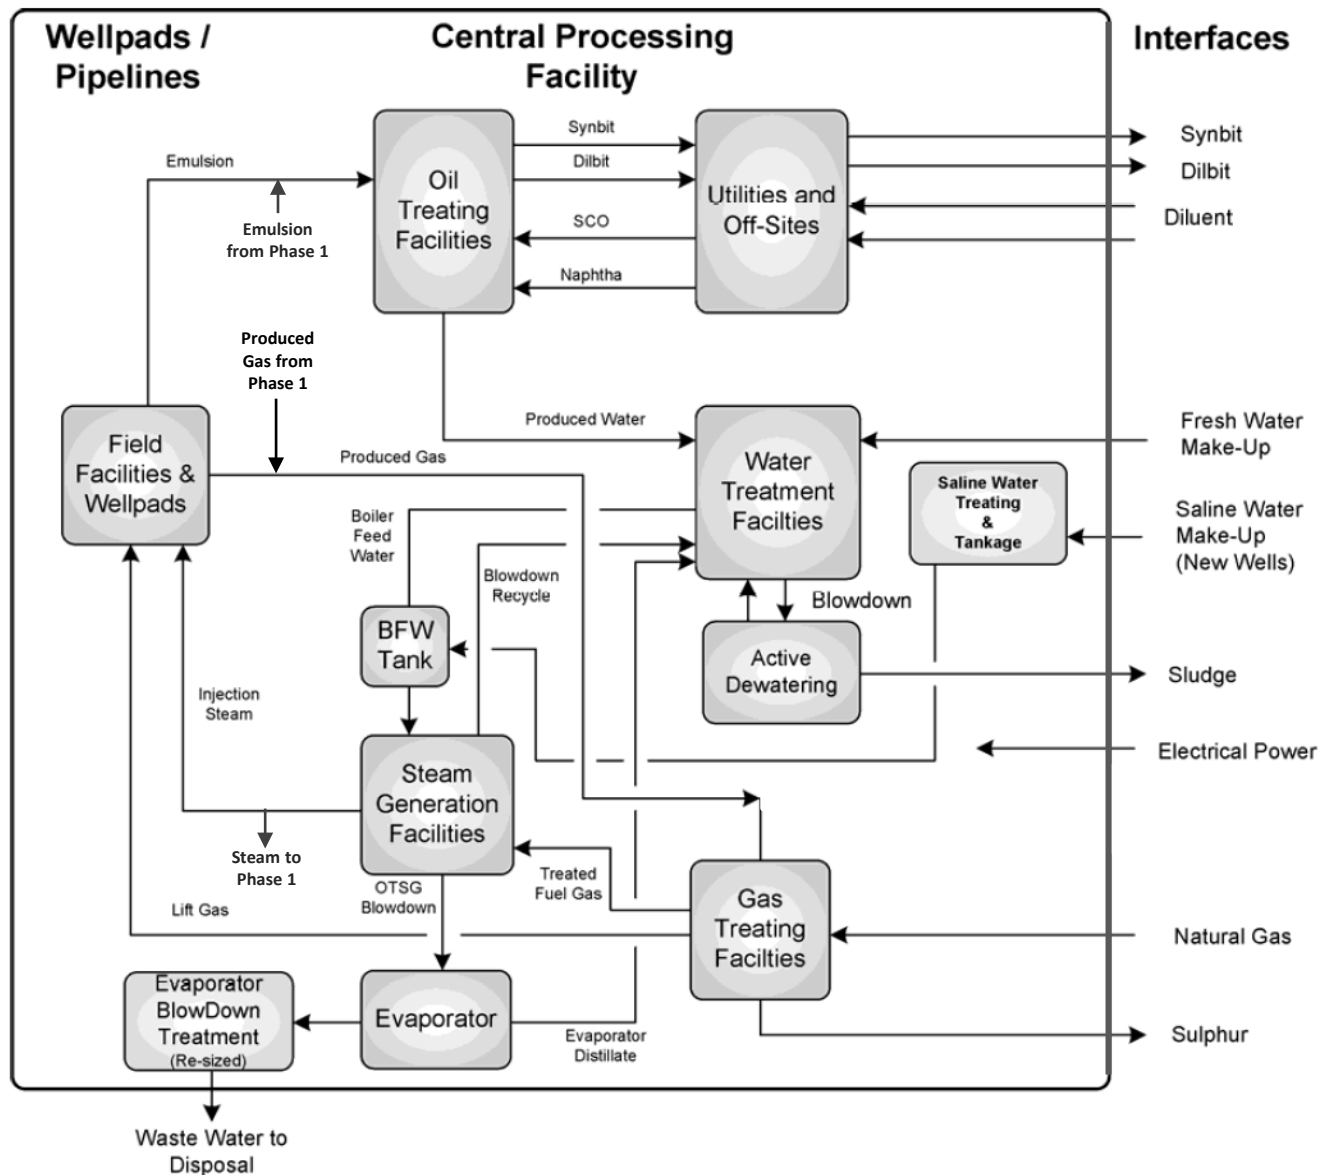 Wellpads /
Pipelines
Central Processing
Facility
Interfaces
Emulsion
Emulsion
from Phase 1
Oil
Treating
Facilities
Synbit
Dilbit
SCO
Naphtha
Utilities and
Off-Sites
Synbit
Dilbit
Diluent
Produced
Gas from
Phase 1
Field
Facilities &
Wellpads
Produced Water
Produced Gas
Boiler
Feed
Water
Blowdown
Recycle
Water
Treatment
Facilties
Fresh Water
Make-Up
Saline Water
Treating
&
Tankage
Saline Water
Make-Up
(New Wells)
Blowdown
BFW
Tank
Active
Dewatering
Sludge
Injection
Steam
Electrical Power
Steam
Generation
Facilities
Steam to
Phase 1
OTSG
Blowdown
Treated
Fuel Gas
Lift Gas
Gas
Treating
Facilties
Natural Gas
Evaporator
BlowDown
Treatment
(Re-sized)
Evaporator
Evaporator
Distillate
Sulphur
Waste Water to
Disposal